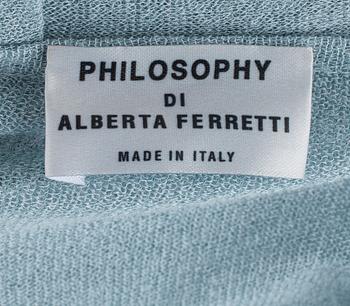 PHILOSOPHY
DI
ALBERTA FERRETTI
MADE IN ITALY